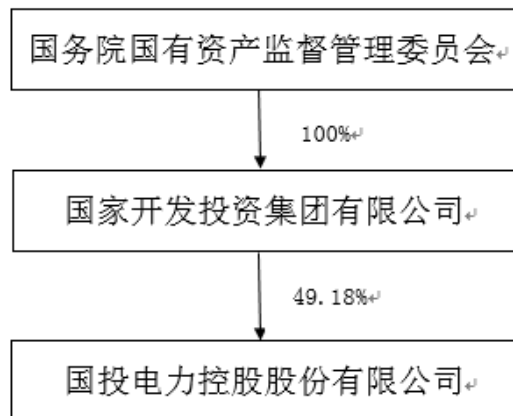 国务院国有资产监督管理委员会
100%
国家开发投资集团有限公司
49.18%
国投电力控股股份有限公司